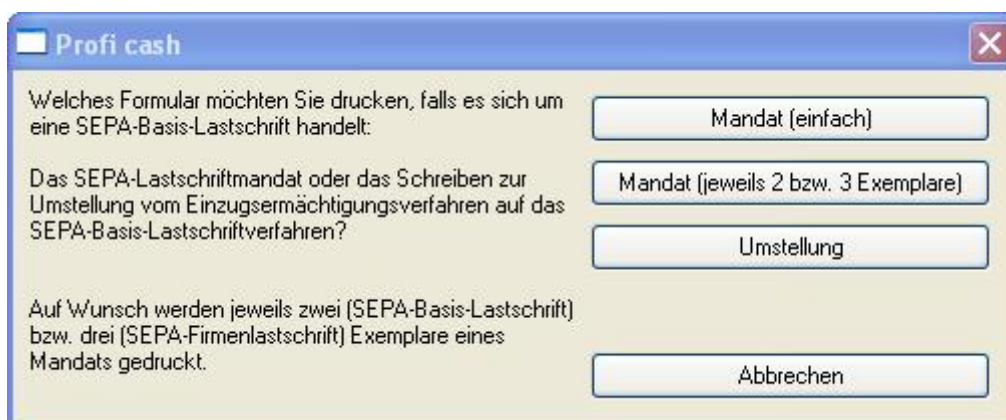 Profi cash
Welches Formular möchten Sie drucken, falls es sich um
eine SEPA-Basis-Lastschrift handelt:
Das SEPA-Lastschriftmandat oder das Schreiben zur
Umstellung vom Einzugsermächtigungsverfahren auf das
SEPA-Basis-Lastschriftverfahren?
Auf Wunsch werden jeweils zwei (SEPA-Basis-Lastschrift)
bzw. drei (SEPA-Firmenlastschrift) Exemplare eines
Mandats gedruckt.
Mandat (einfach)
Mandat (jeweils 2 bzw. 3 Exemplare)
Umstellung
Abbrechen